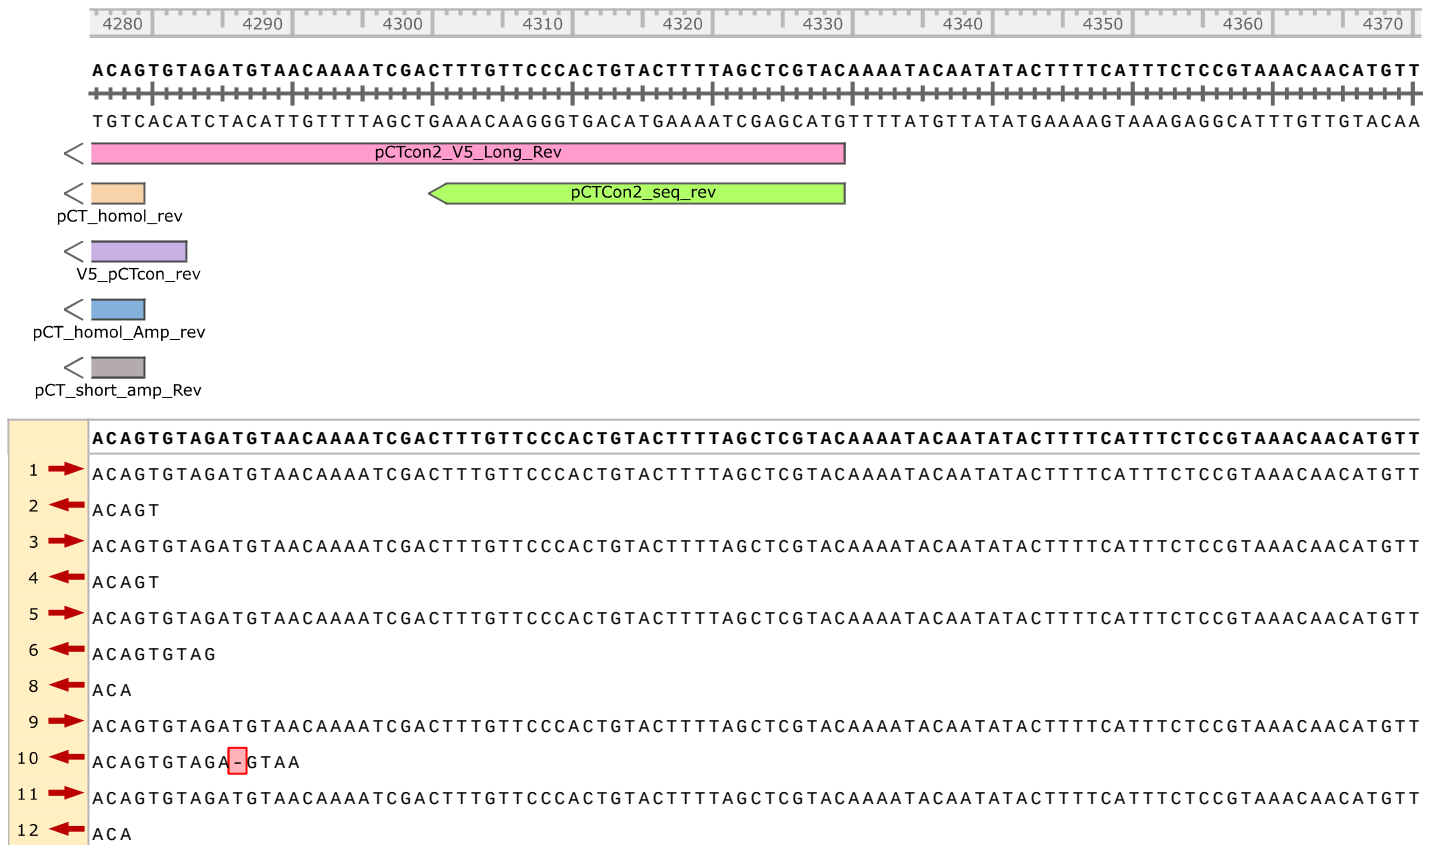 4280 4290 4300 4310 4320 4330 4340 4350 4360 4370
ACAGTGTAGATGTAACAAAATCGACTTTGTTCCCACTGTACTTTTAGCTCGTACAAAATACAATATACTTTTCATTTCTCCGTAAACAACATGTT
TGTCACATCTACATTGTTTTAGCTGAAACAAGGGTGACATGAAAATCGAGCATGTTTTATGTTATATGAAAAGTAAAGAGGCATTTGTTGTACAA
pCTcon2_V5_Long_Rev
pCTCon2_seq_rev
pCT_homol_rev
V5_pCTcon_rev
pCT_homol_Amp_rev
pCT_short_amp_Rev
ACAGTGTAGATGTAACAAAATCGACTTTGTTCCCACTGTACTTTTAGCTCGTACAAAATACAATATACTTTTCATTTCTCCGTAAACAACATGTT
1 ACAGTGTAGATGTAACAAAATCGACTTTGTTCCCACTGTACTTTTAGCTCGTACAAAATACAATATACTTTTCATTTCTCCGTAAACAACATGTT
2 ACAGT
3 ACAGTGTAGATGTAACAAAATCGACTTTGTTCCCACTGTACTTTTAGCTCGTACAAAATACAATATACTTTTCATTTCTCCGTAAACAACATGTT
4 ACAGT
5 ACAGTGTAGATGTAACAAAATCGACTTTGTTCCCACTGTACTTTTAGCTCGTACAAAATACAATATACTTTTCATTTCTCCGTAAACAACATGTT
6 ACAGTGTAG
8 ACA
9 ACAGTGTAGATGTAACAAAATCGACTTTGTTCCCACTGTACTTTTAGCTCGTACAAAATACAATATACTTTTCATTTCTCCGTAAACAACATGTT
10 ACAGTGTAGA-GTAA
11 ACAGTGTAGATGTAACAAAATCGACTTTGTTCCCACTGTACTTTTAGCTCGTACAAAATACAATATACTTTTCATTTCTCCGTAAACAACATGTT
12 ACA